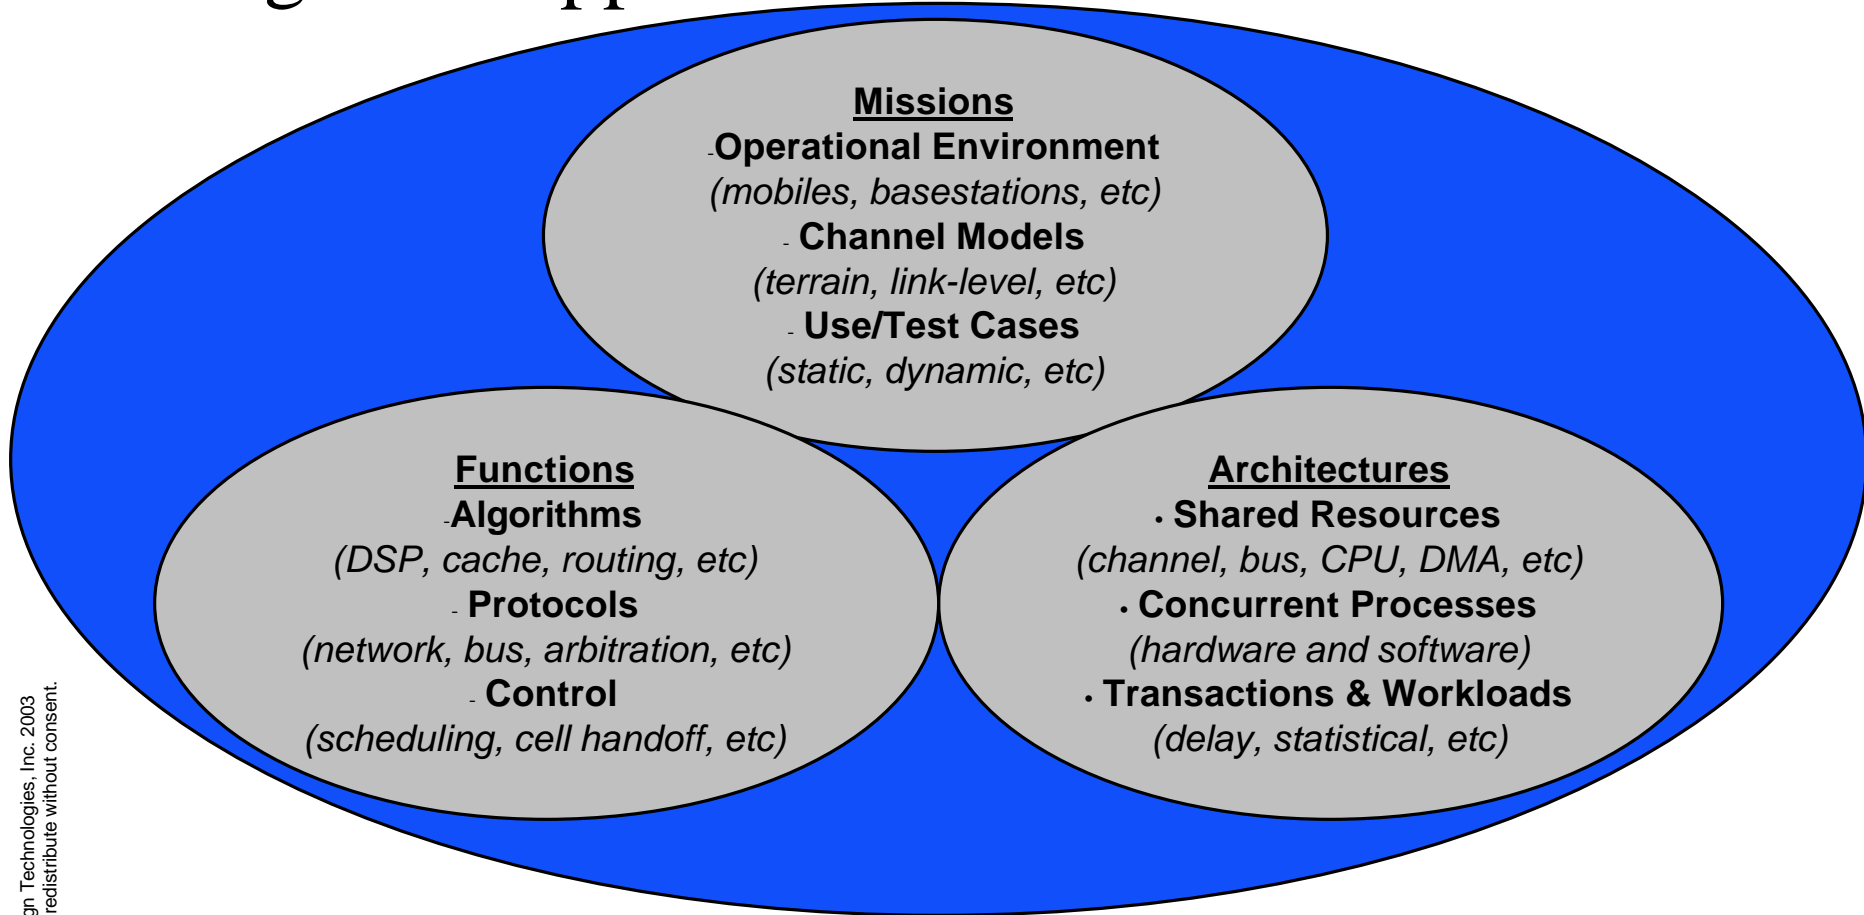 Missions
-Operational Environment
(mobiles, basestations, etc)
- Channel Models
(terrain, link-level, etc)
- Use/Test Cases
(static, dynamic, etc)
Functions
-Algorithms
(DSP, cache, routing, etc)
- Protocols
(network, bus, arbitration, etc)
- Control
(scheduling, cell handoff, etc)
Architectures
• Shared Resources
(channel, bus, CPU, DMA, etc)
• Concurrent Processes
(hardware and software)
• Transactions & Workloads
(delay, statistical, etc)
gn Technologies, Inc. 2003
redistribute without consent.